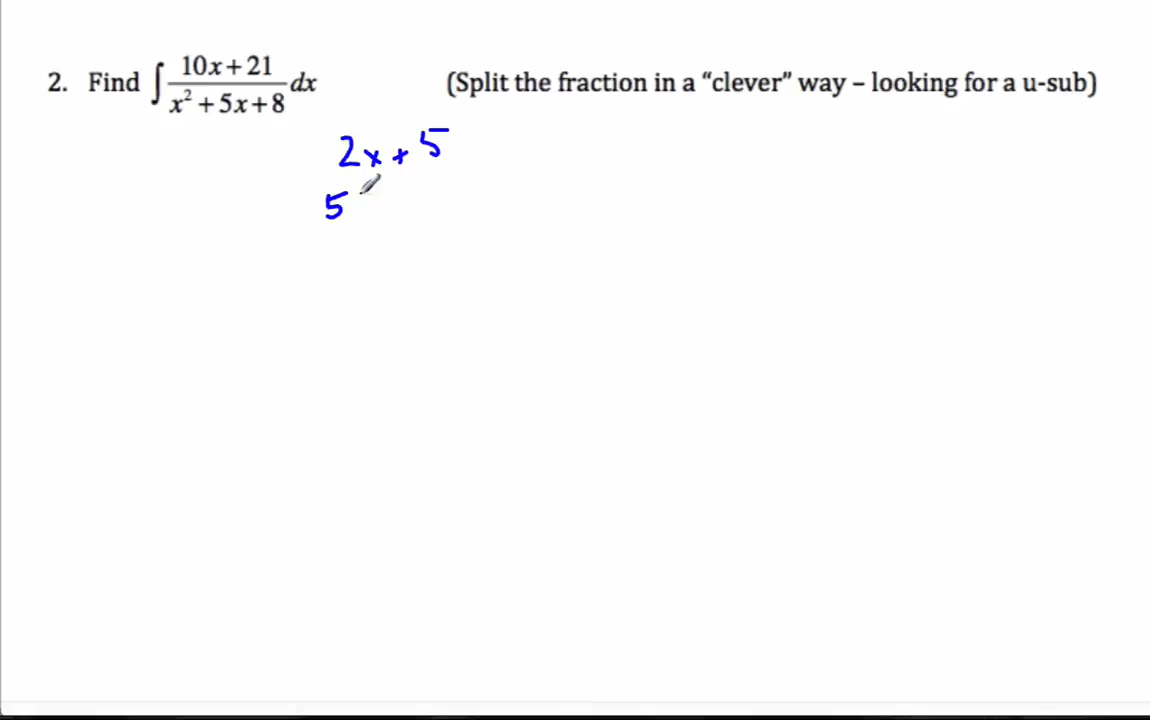 2. Find ∫ (10x+21)/(x²+5x+8) dx (Split the fraction in a “clever” way – looking for a u-sub)
2x + 5
5